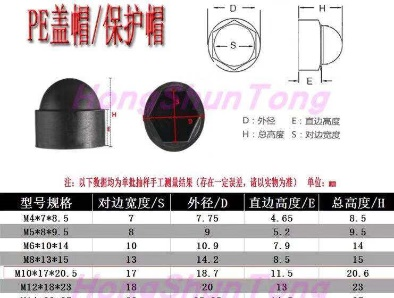 PE盖帽/保护帽
D
H
S
E
D：外径 E：直边高度
H：总高度 S：对边宽度
HongShunTong
注：以下数据均为单批抽样手工测量结果（存在一定误差，请以实物为准） 单位：mm
型号规格 对边宽度/S 外径/D 直边高度/E 总高度/H
M4*7*8.5 7 7.75 4.65 8.5
M5*8*9.5 8 9 5.2 9.5
M6*10*14 10 10.9 7.9 14
M8*13*15 13 14.2 8.5 15
M10*17*20.5 17 18.7 11.5 20.6
M12*18*23 18 20 13 23